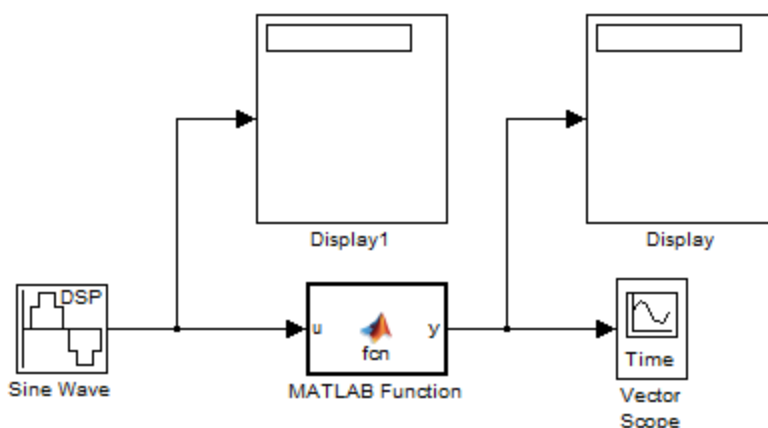 Display1
Display
DSP
Sine Wave
u
fcn
y
MATLAB Function
Time
Vector
Scope